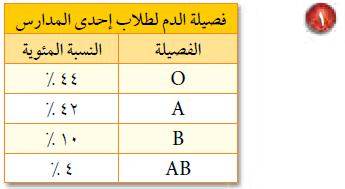 ١
فصيلة الدم لطلاب إحدى المدارس
الفصيلة النسبة المئوية
O ٤٤ ٪
A ٤٢ ٪
B ١٠ ٪
AB ٤ ٪